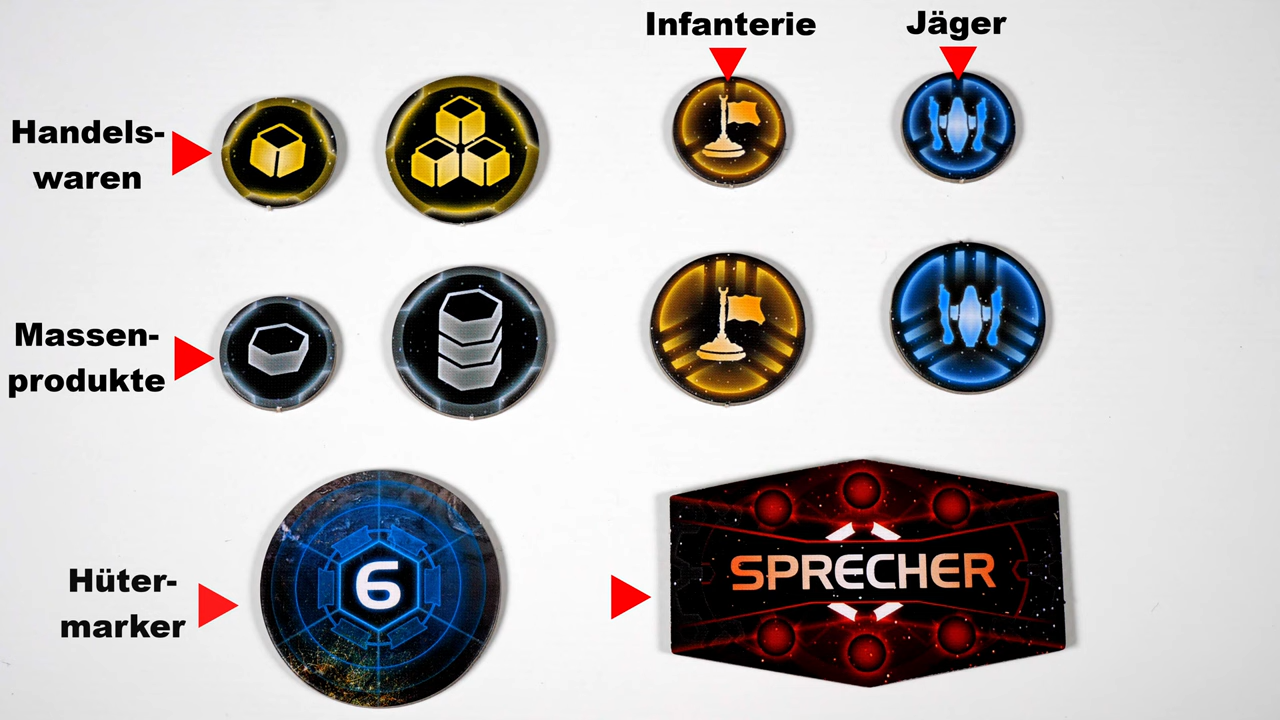 Infanterie
Jäger
Handels-
waren
Massen-
produkte
Hüter-
marker
6
SPRECHER